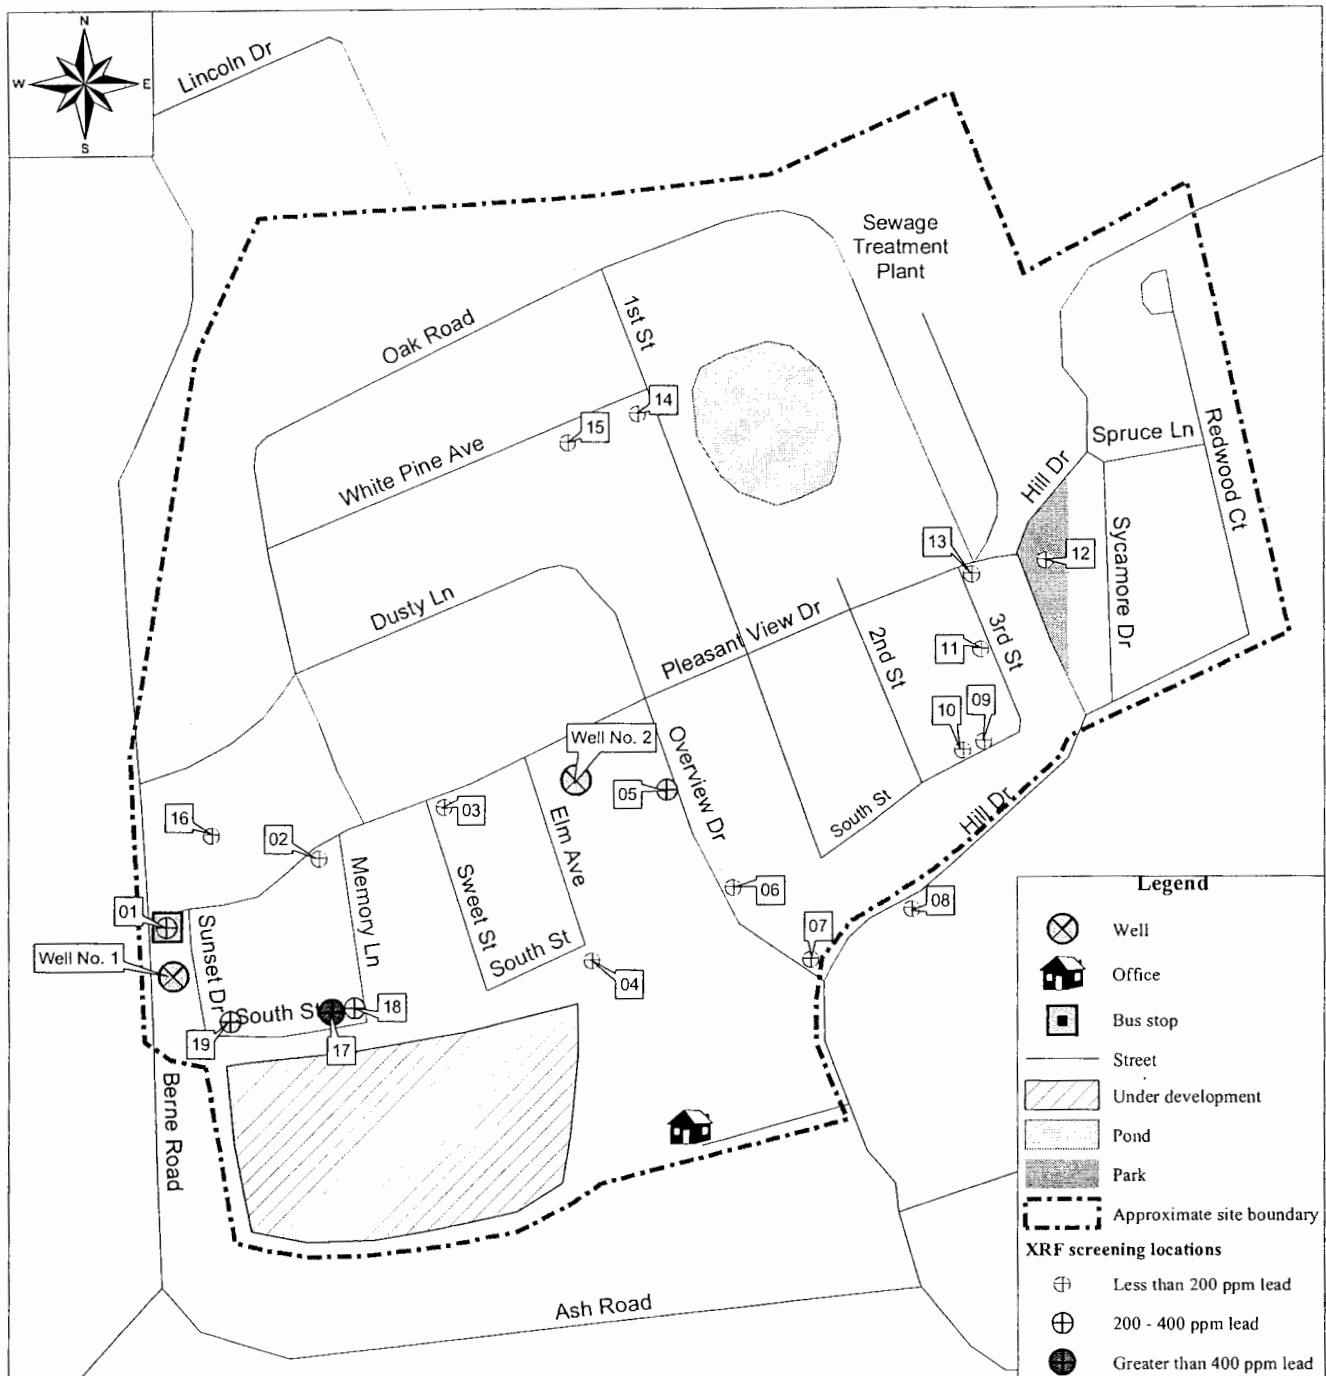 N
W
E
S
Lincoln Dr
Sewage
Treatment
Plant
Oak Road
1st St
14
15
White Pine Ave
Spruce Ln
Redwood Ct
Hill Dr
Sycamore Dr
13
12
Dusty Ln
Pleasant View Dr
3rd St
11
2nd St
10
09
Well No. 2
Overview Dr
05
03
Elm Ave
South St
Hill Dr
16
02
Memory Ln
Sweet St
06
08
07
01
Sunset Dr
Well No. 1
South St
04
South St
18
19
17
Berne Road
Ash Road
Legend
Well
Office
Bus stop
Street
Under development
Pond
Park
Approximate site boundary
XRF screening locations
Less than 200 ppm lead
200 - 400 ppm lead
Greater than 400 ppm lead